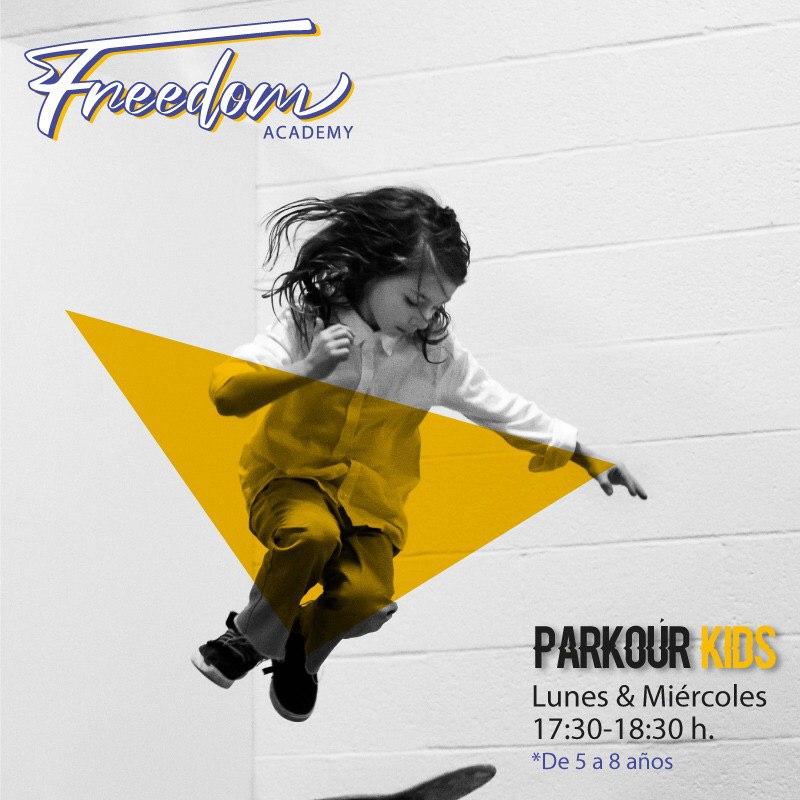 Freedom
ACADEMY
PARKOUR KIDS
Lunes & Miércoles
17:30-18:30 h.
*De 5 a 8 años